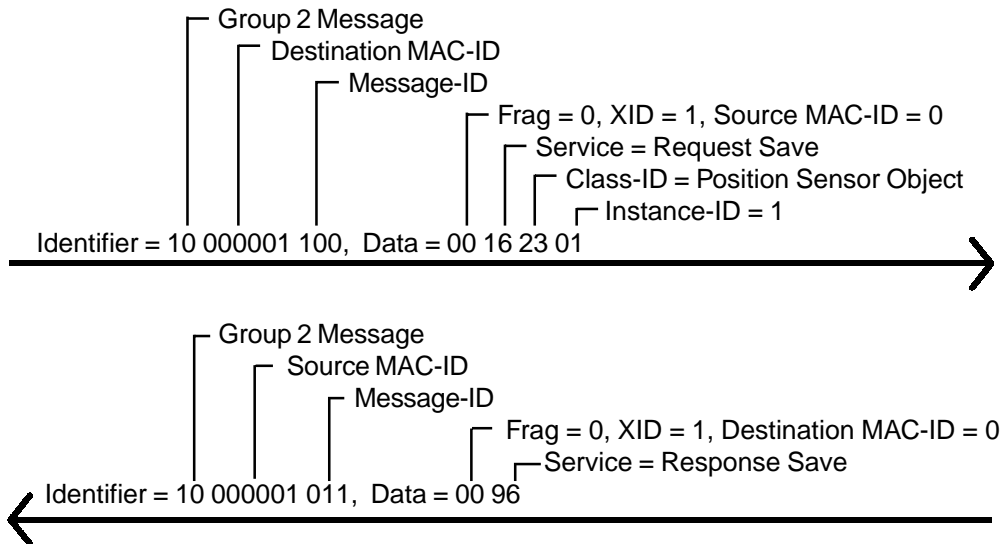 Group 2 Message
Destination MAC-ID
Message-ID
Frag = 0, XID = 1, Source MAC-ID = 0
Service = Request Save
Class-ID = Position Sensor Object
Instance-ID = 1
Identifier = 10 000001 100, Data = 00 16 23 01
Group 2 Message
Source MAC-ID
Message-ID
Frag = 0, XID = 1, Destination MAC-ID = 0
Service = Response Save
Identifier = 10 000001 011, Data = 00 96